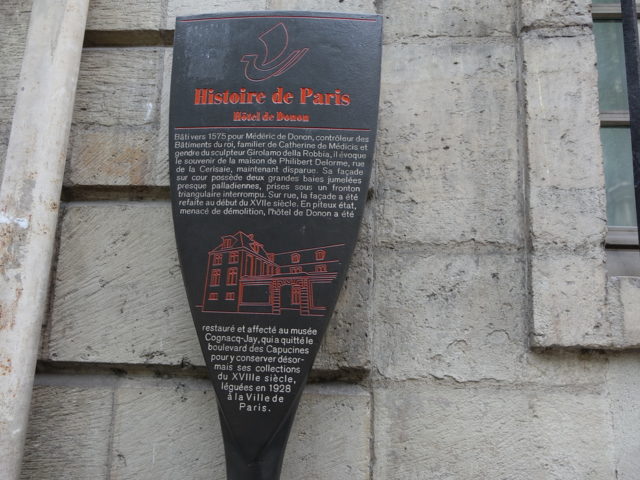 Histoire de Paris
Hôtel de Donon
Bâti vers 1575 pour Médéric de Donon, contrôleur des
Bâtiments du roi, familier de Catherine de Médicis et
gendre du sculpteur Girolamo della Robbia, il évoque
le souvenir de la maison de Philibert Delorme, rue
de la Cerisaie, maintenant disparue. Sa façade
sur cour possède deux grandes baies jumelées
presque palladiennes, prises sous un fronton
triangulaire interrompu. Sur rue, la façade a été
refaite au début du XVIIe siècle. En piteux état,
menacé de démolition, l'hôtel de Donon a été
restauré et affecté au musée
Cognacq-Jay, qui a quitté le
boulevard des Capucines
pour y conserver désor-
mais ses collections
du XVIIIe siècle,
léguées en 1928
à la Ville de
Paris.